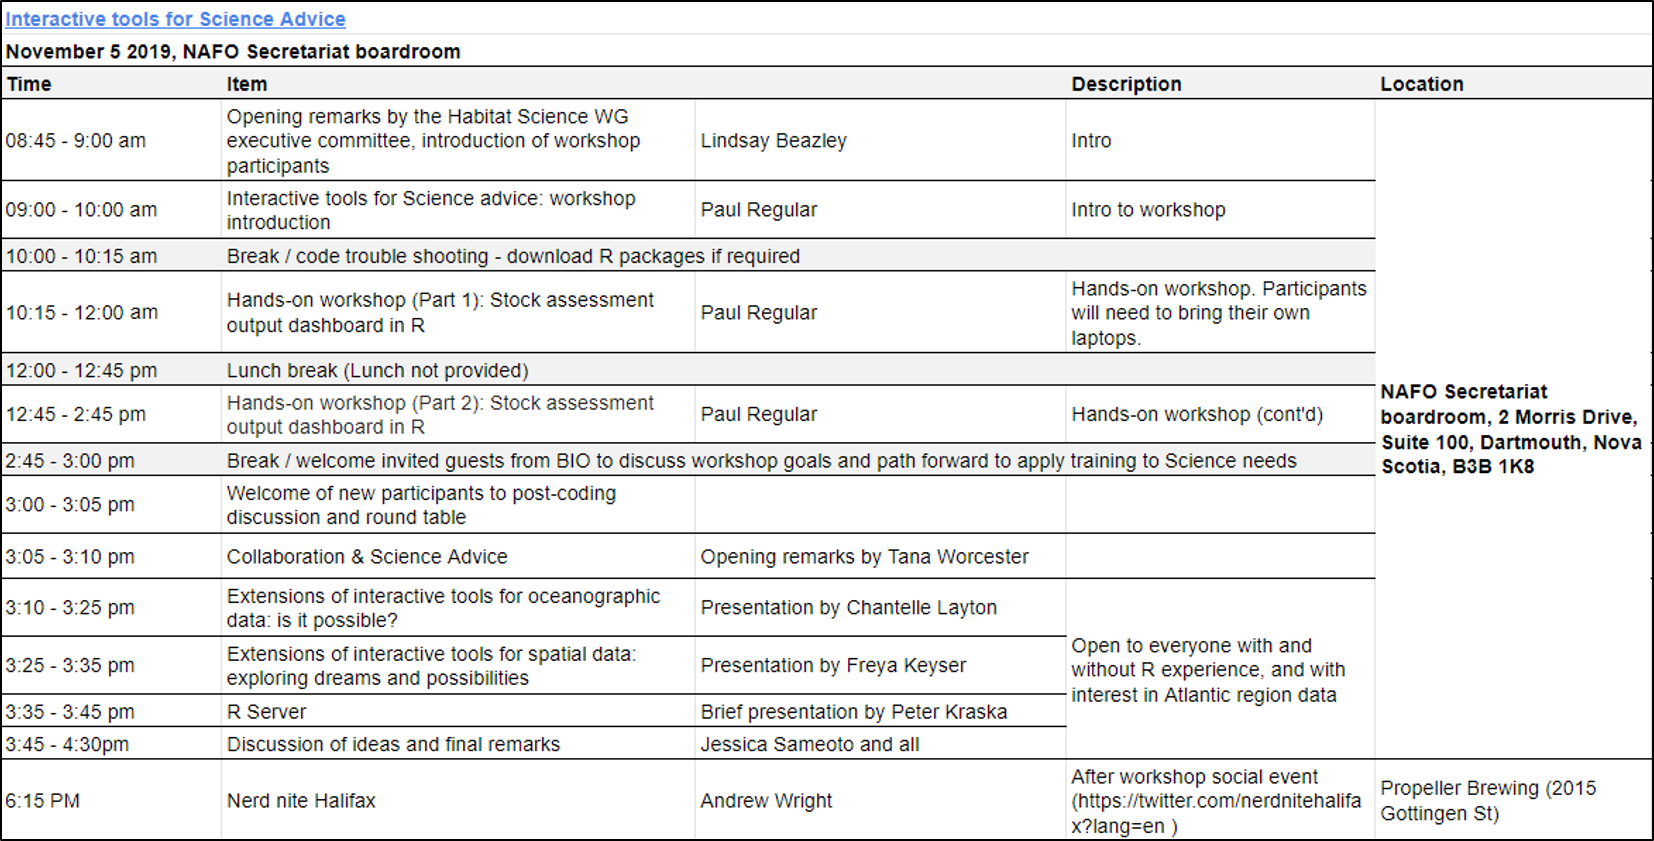 Interactive tools for Science Advice
November 5 2019, NAFO Secretariat boardroom
Time Item Description Location
08:45 - 9:00 am
Opening remarks by the Habitat Science WG
executive committee, introduction of workshop
participants
Lindsay Beazley
Intro
09:00 - 10:00 am
Interactive tools for Science advice: workshop
introduction
Paul Regular
Intro to workshop
10:00 - 10:15 am
Break / code trouble shooting - download R packages if required
10:15 - 12:00 am
Hands-on workshop (Part 1): Stock assessment
output dashboard in R
Paul Regular
Hands-on workshop. Participants
will need to bring their own
laptops.
12:00 - 12:45 pm
Lunch break (Lunch not provided)
12:45 - 2:45 pm
Hands-on workshop (Part 2): Stock assessment
output dashboard in R
Paul Regular
Hands-on workshop (cont'd)
2:45 - 3:00 pm
Break / welcome invited guests from BIO to discuss workshop goals and path forward to apply training to Science needs
3:00 - 3:05 pm
Welcome of new participants to post-coding
discussion and round table
3:05 - 3:10 pm
Collaboration & Science Advice
Opening remarks by Tana Worcester
3:10 - 3:25 pm
Extensions of interactive tools for oceanographic
data: is it possible?
Presentation by Chantelle Layton
3:25 - 3:35 pm
Extensions of interactive tools for spatial data:
exploring dreams and possibilities
Presentation by Freya Keyser
3:35 - 3:45 pm
R Server
Brief presentation by Peter Kraska
3:45 - 4:30pm
Discussion of ideas and final remarks
Jessica Sameoto and all
Open to everyone with and
without R experience, and with
interest in Atlantic region data
NAFO Secretariat
boardroom, 2 Morris Drive,
Suite 100, Dartmouth, Nova
Scotia, B3B 1K8
6:15 PM
Nerd nite Halifax
Andrew Wright
After workshop social event
(https://twitter.com/nerdnitehalifa
x?lang=en )
Propeller Brewing (2015
Gottingen St)